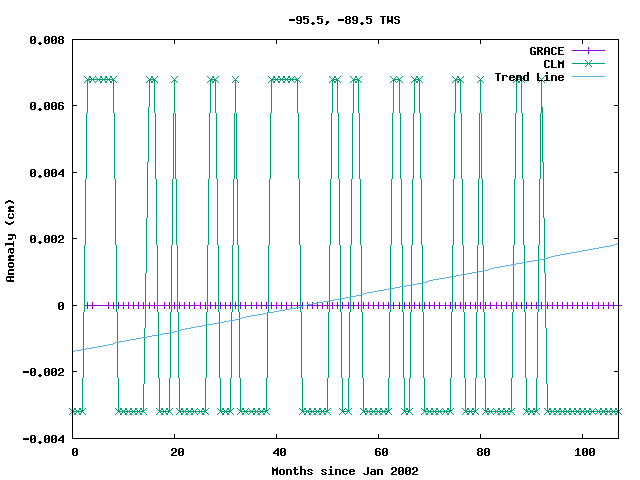 -95.5, -89.5 TWS
GRACE
CLM
Trend Line
0.008
0.006
0.004
0.002
0
-0.002
-0.004
Anomaly (cm)
0 20 40 60 80 100
Months since Jan 2002